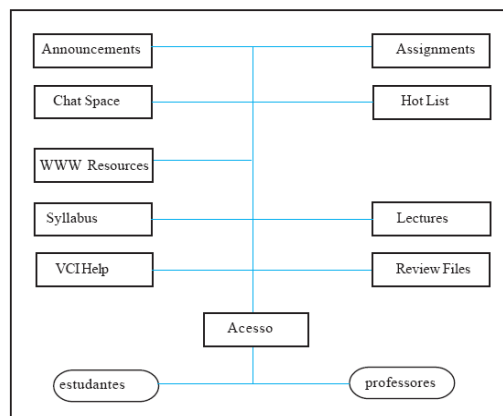 Announcements
Assignments
Chat Space
Hot List
WWW Resources
Syllabus
Lectures
VCI Help
Review Files
Acesso
estudantes
professores